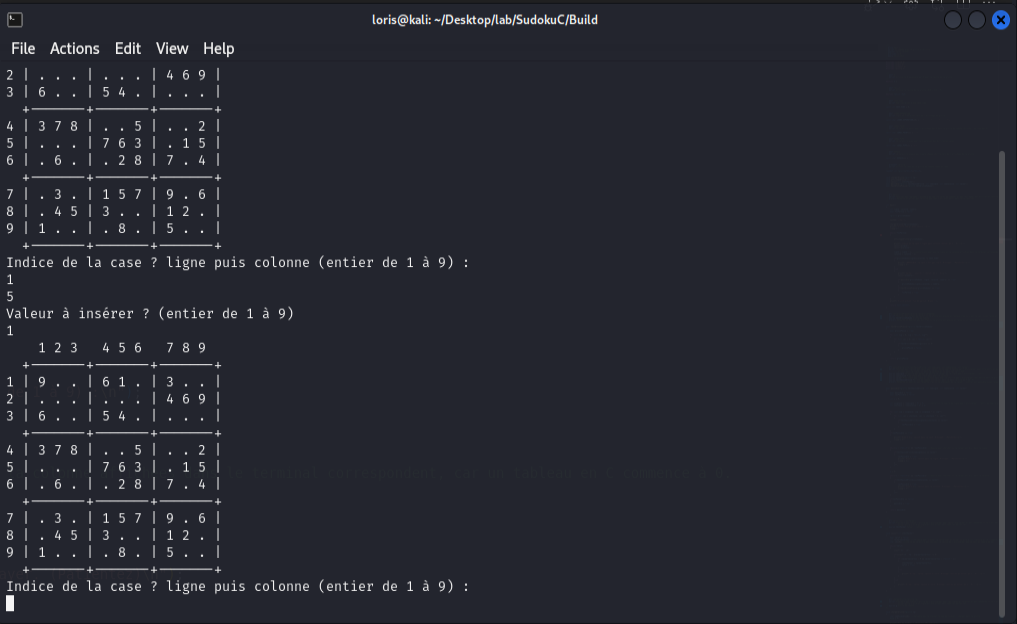 loris@kali: ~/Desktop/lab/SudokuC/Build
File Actions Edit View Help
2 | . . . | . . . | 4 6 9 |
3 | 6 . . | 5 4 . | . . . |
+———————+———————+———————+
4 | 3 7 8 | . . 5 | . . 2 |
5 | . . . | 7 6 3 | . 1 5 |
6 | . 6 . | . 2 8 | 7 . 4 |
+———————+———————+———————+
7 | . 3 . | 1 5 7 | 9 . 6 |
8 | . 4 5 | 3 . . | 1 2 . |
9 | 1 . . | . 8 . | 5 . . |
+———————+———————+———————+
Indice de la case ? ligne puis colonne (entier de 1 à 9) :
1
5
Valeur à insérer ? (entier de 1 à 9)
1
1 2 3 4 5 6 7 8 9
+———————+———————+———————+
1 | 9 . . | 6 1 . | 3 . . |
2 | . . . | . . . | 4 6 9 |
3 | 6 . . | 5 4 . | . . . |
+———————+———————+———————+
4 | 3 7 8 | . . 5 | . . 2 |
5 | . . . | 7 6 3 | . 1 5 |
6 | . 6 . | . 2 8 | 7 . 4 |
+———————+———————+———————+
7 | . 3 . | 1 5 7 | 9 . 6 |
8 | . 4 5 | 3 . . | 1 2 . |
9 | 1 . . | . 8 . | 5 . . |
+———————+———————+———————+
Indice de la case ? ligne puis colonne (entier de 1 à 9) :